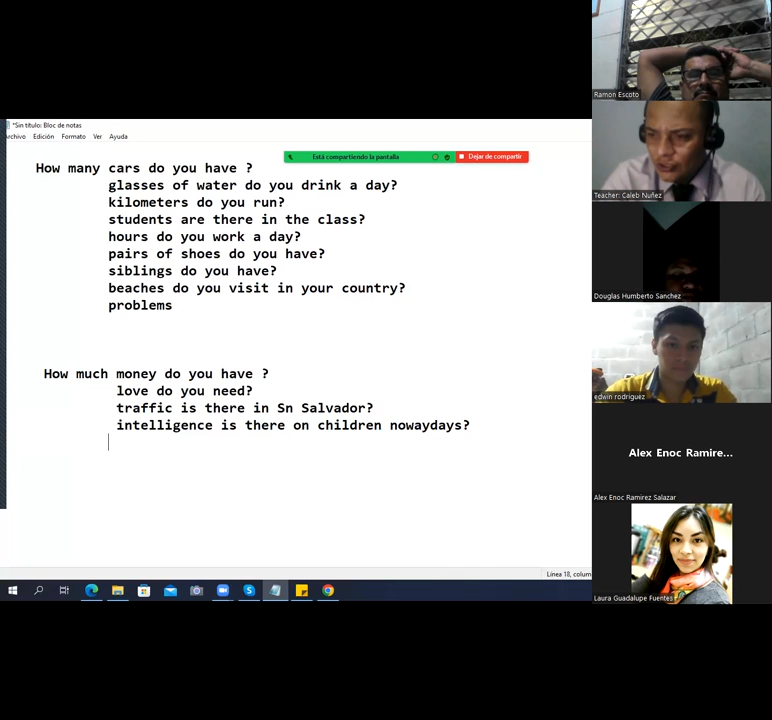 *Sin título: Bloc de notas
Archivo Edición Formato Ver Ayuda
Está compartiendo la pantalla
Dejar de compartir
How many cars do you have ?
glasses of water do you drink a day?
kilometers do you run?
students are there in the class?
hours do you work a day?
pairs of shoes do you have?
siblings do you have?
beaches do you visit in your country?
problems
How much money do you have ?
love do you need?
traffic is there in Sn Salvador?
intelligence is there on children nowaydays?
Línea 18, colum
Ramon Escoto
Teacher: Caleb Nuñez
Douglas Humberto Sanchez
edwin rodriguez
Alex Enoc Ramire...
Alex Enoc Ramirez Salazar
Laura Guadalupe Fuentes